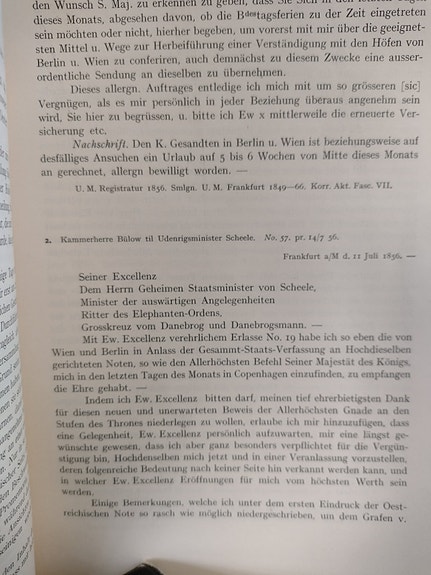 den Wunsch S. Maj. zu erkennen zu geben, dass Sie Sich in den letzten Tagen
dieses Monats, abgesehen davon, ob die Bdestagsferien zu der Zeit eingetreten
sein möchten oder nicht, hierher begeben, um vorerst mit mir über die geeignet-
sten Mittel u. Wege zur Herbeiführung einer Verständigung mit den Höfen von
Berlin u. Wien zu conferiren, auch demnächst zu diesem Zwecke eine ausser-
ordentliche Sendung an dieselben zu übernehmen.
Dieses allergn. Auftrages entledige ich mich mit um so grösseren [sic]
Vergnügen, als es mir persönlich in jeder Beziehung überaus angenehm sein
wird, Sie hier zu begrüssen, u. bitte ich Ew x mittlerweile die erneuerte Ver-
sicherung etc.
Nachschrift. Den K. Gesandten in Berlin u. Wien ist beziehungsweise auf
desfälliges Ansuchen ein Urlaub auf 5 bis 6 Wochen von Mitte dieses Monats
an gerechnet, allergn bewilligt worden. —
U. M. Registratur 1856. Smlgn. U. M. Frankfurt 1849—66. Korr. Akt. Fasc. VII.
2. Kammerherre Bülow til Udenrigsminister Scheele. No. 57. pr. 14/7 56.
Frankfurt a/M d. 11 Juli 1856. —
Seiner Excellenz
Dem Herrn Geheimen Staatsminister von Scheele,
Minister der auswärtigen Angelegenheiten
Ritter des Elephanten-Ordens,
Grosskreuz vom Danebrog und Danebrogsmann. —
Mit Ew. Excellenz verehrlichem Erlasse No. 19 habe ich so eben die von
Wien und Berlin in Anlass der Gesammt-Staats-Verfassung an Hochdieselben
gerichteten Noten, so wie den Allerhöchsten Befehl Seiner Majestät des Königs,
mich in den letzten Tagen des Monats in Copenhagen einzufinden, zu empfangen
die Ehre gehabt. —
Indem ich Ew. Excellenz bitten darf, meinen tief ehrerbietigsten Dank
für diesen neuen und unerwarteten Beweis der Allerhöchsten Gnade an den
Stufen des Thrones niederlegen zu wollen, erlaube ich mir hinzuzufügen, dass
eine Gelegenheit, Ew. Excellenz persönlich aufzuwarten, mir eine längst ge-
wünschte gewesen, dass ich aber ganz besonders verpflichtet für die Vergün-
stigung bin, Hochdenselben mich jetzt und in einer Veranlassung vorzustellen,
deren folgenreiche Bedeutung nach keiner Seite hin verkannt werden kann, und
in welcher Ew. Excellenz Eröffnungen für mich vom höchsten Werth sein
werden.
Einige Bemerkungen, welche ich unter dem ersten Eindruck der Oest-
reichischen Note so rasch wie möglich niedergeschrieben, um dem Grafen v.